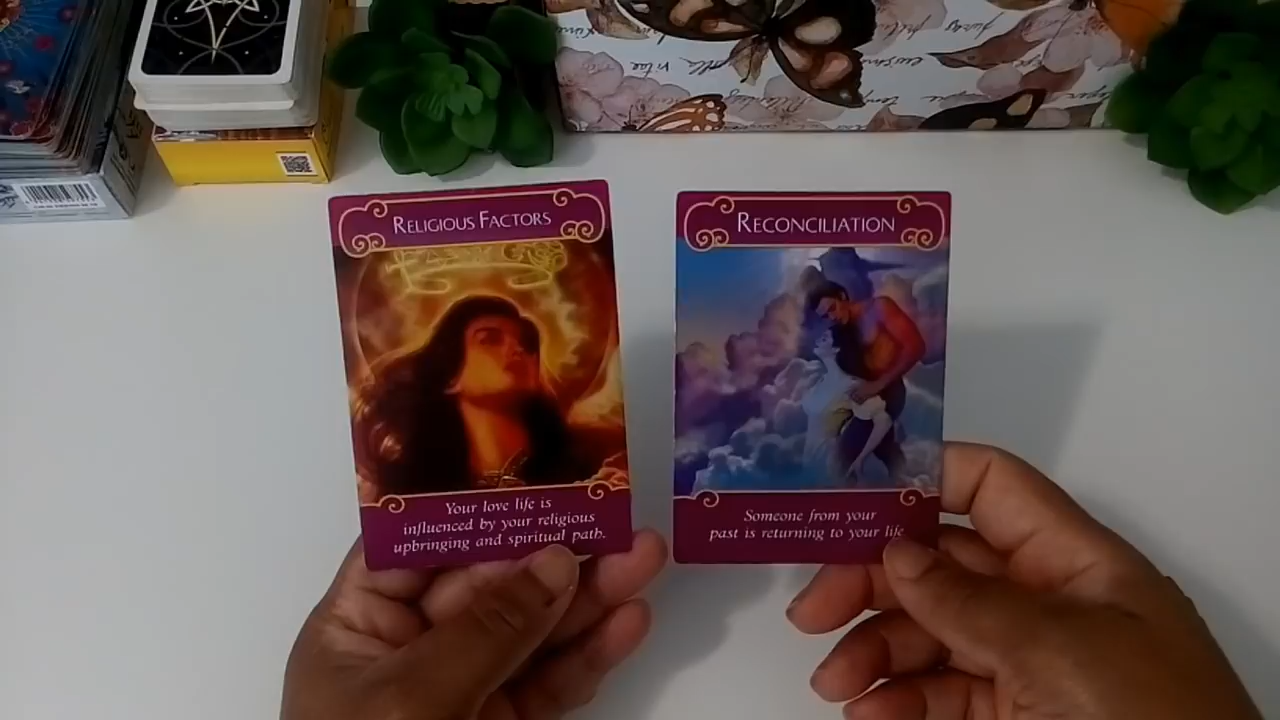 RELIGIOUS FACTORS
Your love life is
influenced by your religious
upbringing and spiritual path.
RECONCILIATION
Someone from your
past is returning to your life